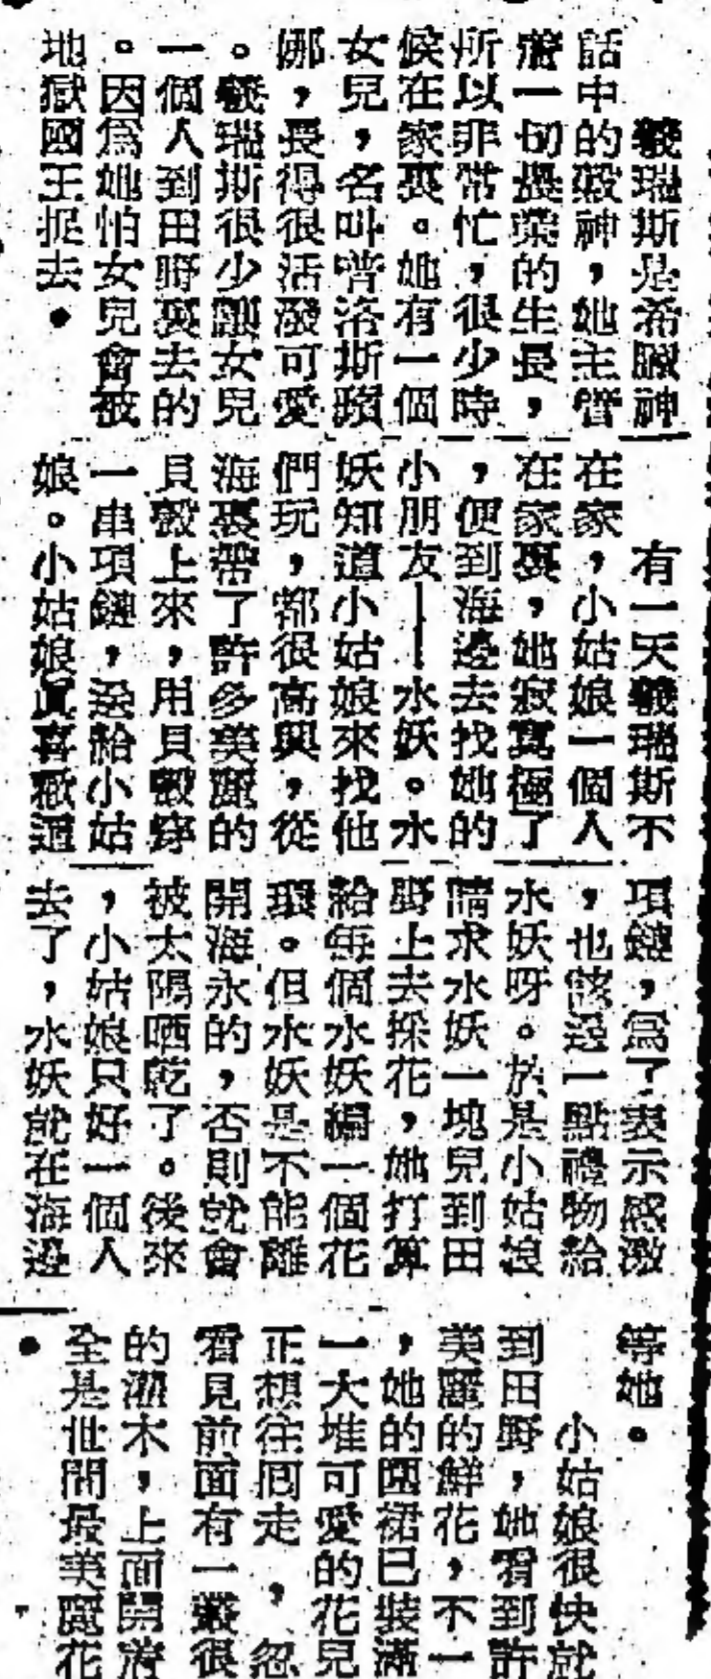 羲瑞斯是希臘神
話中的穀神，她主管
着一切農業的生長，
所以非常忙，很少時
候在家裏。她有一個
女兒，名叫普洛斯蘋
娜，長得很活潑可愛
。羲瑞斯很少讓女兒
一個人到田野裏去的
。因爲她怕女兒會被
地獄國王捉去。
有一天羲瑞斯不
在家，小姑娘一個人
在家裏，她寂寞極了
，便到海邊去找她的
小朋友——水妖。水
妖知道小姑娘來找他
們玩，都很高興，從
海裏帶了許多美麗的
貝殼上來，用貝殼穿
一串項鏈，送給小姑
娘。小姑娘眞喜歡這
項鏈，爲了表示感激
，也該送一點禮物給
水妖呀。於是小姑娘
請求水妖一塊兒到田
野上去採花，她打算
給每個水妖編一個花
環。但水妖是不能離
開海永的，否則就會
被太陽晒乾了。後來
，小姑娘只好一個人
去了，水妖就在海邊
等她。
小姑娘很快就
到田野，她看到許
美麗的鮮花，不一
，她的圍裙已裝滿
一大堆可愛的花兒
正想往囘走，忽
看見前面有一叢很
的灌木，上面開着
全是世間最美麗花
。